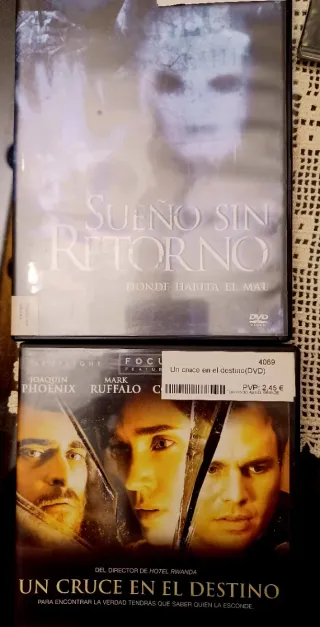 SUEÑO SIN
RETORNO
DONDE HABITA EL MAL
DVD
FOCUS
4069
Un cruce en el destino(DVD)
PVP: 2,45 €
JOAQUIN
PHOENIX
MARK
RUFFALO
DEL DIRECTOR DE HOTEL RWANDA
UN CRUCE EN EL DESTINO
PARA ENCONTRAR LA VERDAD TENDRAS QUE SABER QUIEN LA ESCONDE.